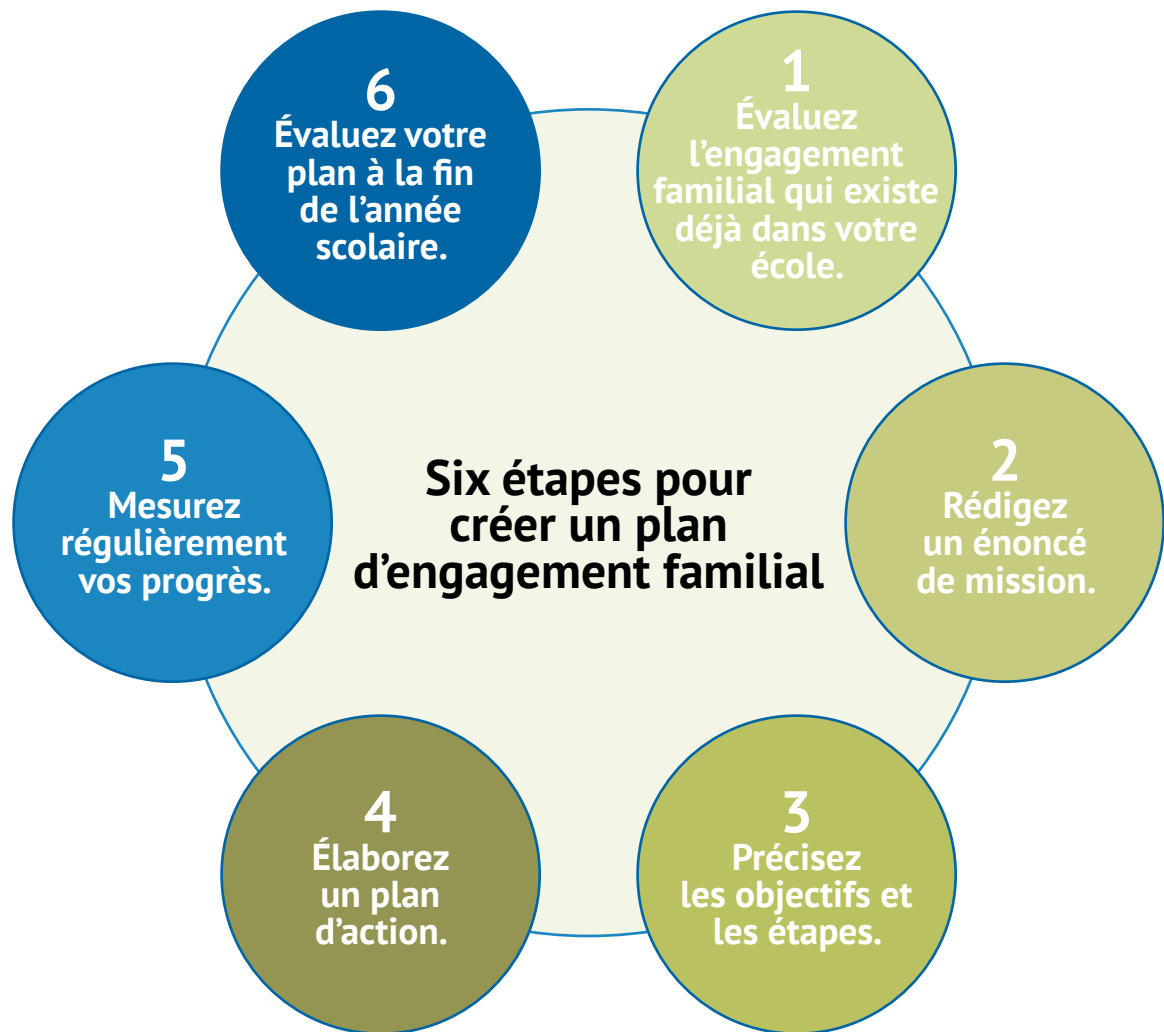 Six étapes pour
créer un plan
d’engagement familial
1
Évaluez
l’engagement
familial qui existe
déjà dans votre
école.
2
Rédigez
un énoncé
de mission.
3
Précisez
les objectifs et
les étapes.
4
Élaborez
un plan
d’action.
5
Mesurez
régulièrement
vos progrès.
6
Évaluez votre
plan à la fin
de l’année
scolaire.